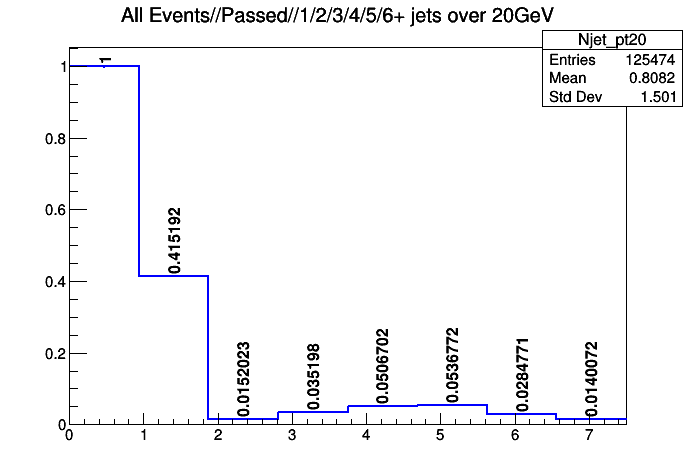 All Events//Passed//1/2/3/4/5/6+ jets over 20GeV
Njet_pt20
Entries 125474
Mean 0.8082
Std Dev 1.501
1
0.8
0.6
0.4
0.2
0
1
0.415192
0.0152023
0.035198
0.0506702
0.0536772
0.0284771
0.0140072
0 1 2 3 4 5 6 7